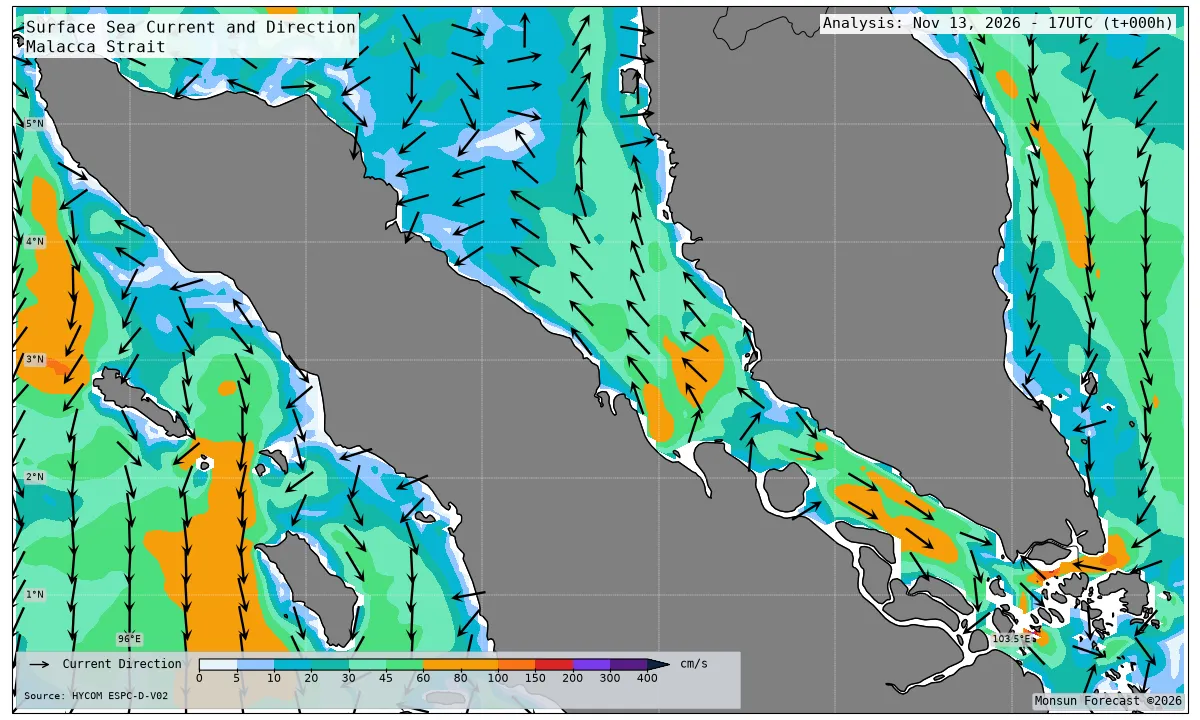 Surface Sea Current and Direction
Malacca Strait
Analysis: Nov 13, 2026 - 17UTC (t+000h)
5°N
4°N
3°N
2°N
1°N
96°E
103.5°E
Current Direction
0 5 10 20 30 45 60 80 100 150 200 300 400
cm/s
Source: HYCOM ESPC-D-V02
Monsun Forecast ©2026